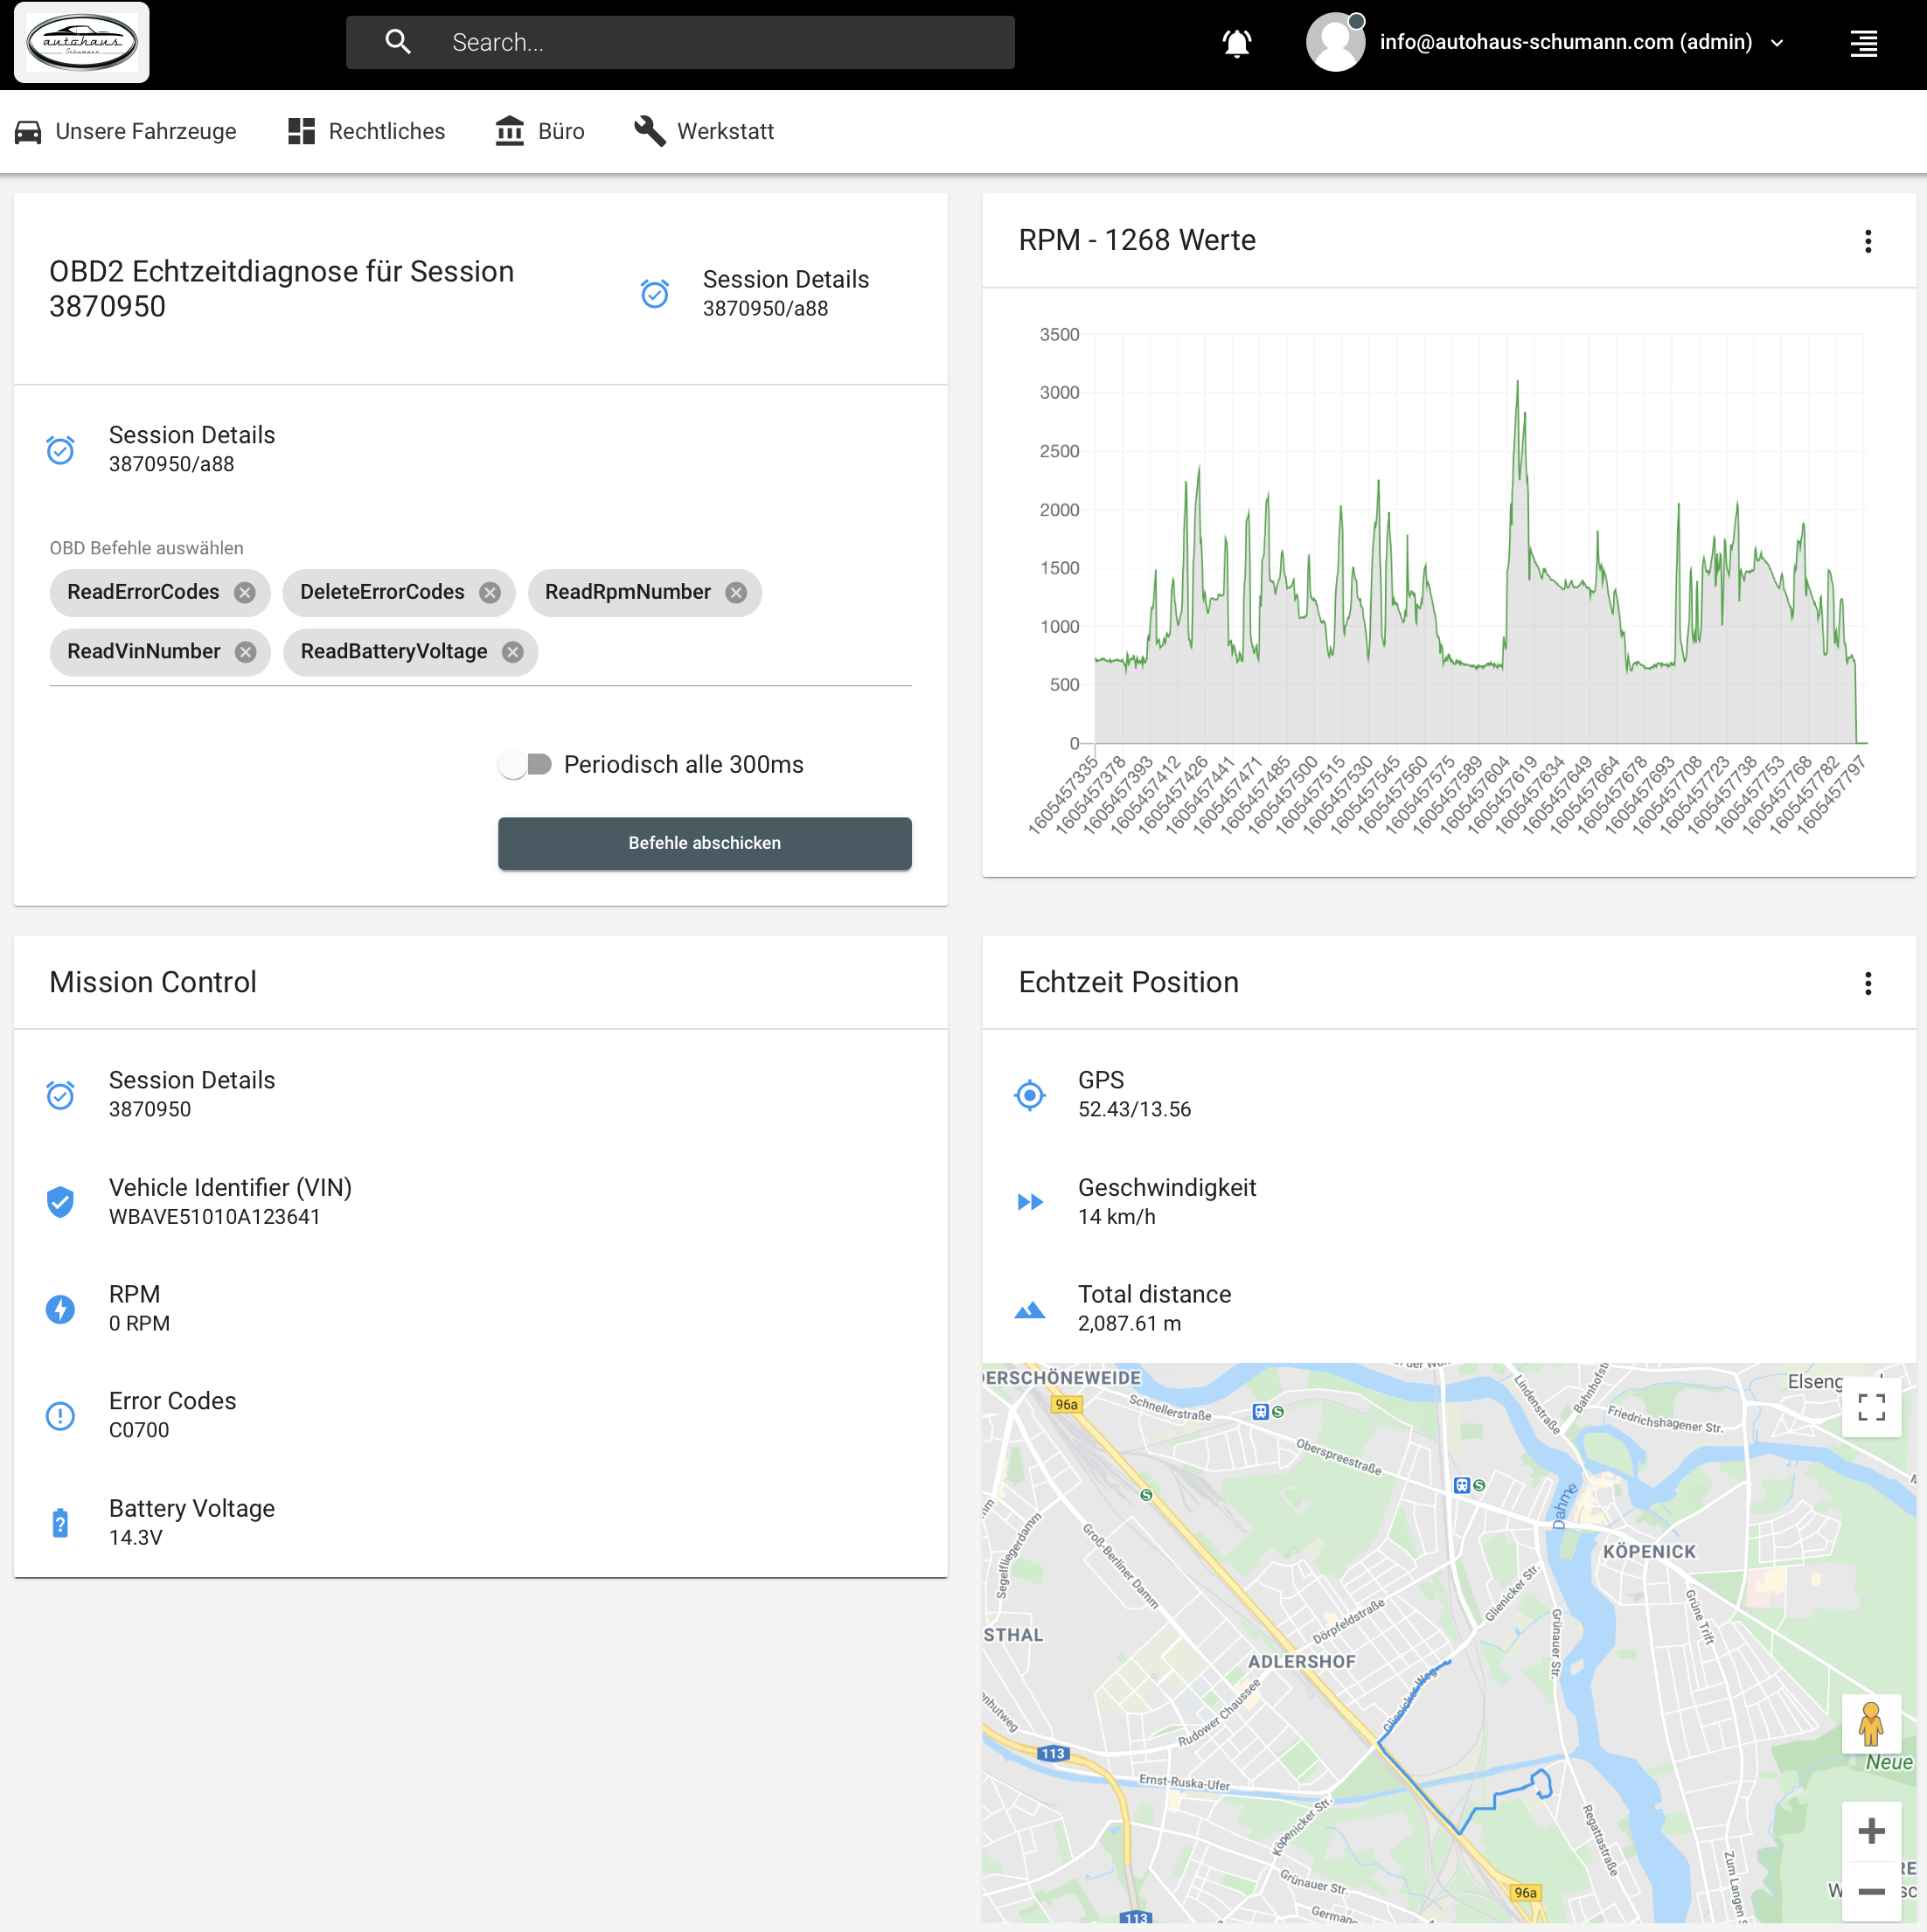 autohaus
Schumann
Search...
info@autohaus-schumann.com (admin)
Unsere Fahrzeuge
Rechtliches
Büro
Werkstatt
OBD2 Echtzeitdiagnose für Session
3870950
Session Details
3870950/a88
Session Details
3870950/a88
OBD Befehle auswählen
ReadErrorCodes
DeleteErrorCodes
ReadRpmNumber
ReadVinNumber
ReadBatteryVoltage
Periodisch alle 300ms
Befehle abschicken
RPM - 1268 Werte
3500
3000
2500
2000
1500
1000
500
0
1605457335
1605457378
1605457393
1605457412
1605457426
1605457441
1605457471
1605457485
1605457500
1605457515
1605457530
1605457545
1605457560
1605457575
1605457589
1605457604
1605457619
1605457634
1605457649
1605457664
1605457678
1605457693
1605457708
1605457723
1605457738
1605457753
1605457768
1605457782
1605457797
Mission Control
Session Details
3870950
Vehicle Identifier (VIN)
WBAVE51010A123641
RPM
0 RPM
Error Codes
C0700
Battery Voltage
14.3V
Echtzeit Position
GPS
52.43/13.56
Geschwindigkeit
14 km/h
Total distance
2,087.61 m
ERSCHÖNEWEIDE
96a
Schnellerstraße
S
Lindenstraße
Bahnhofst
Elseng
Friedrichshagener Str.
Oberspreestraße
S
S
Dahme
KÖPENICK
Segelfliegerdamm
Groß-Berliner Damm
Glienicker Str.
Grünauer Str.
Grüne Trift
Dörpfeldstraße
STHAL
ADLERSHOF
Glienicker Weg
Rudower Chaussee
nhutweg
113
Ernst-Ruska-Ufer
Neue
Köpenicker Str.
Regattastraße
Zum Langen S
Grünauer Str.
96a
W
Germane
113